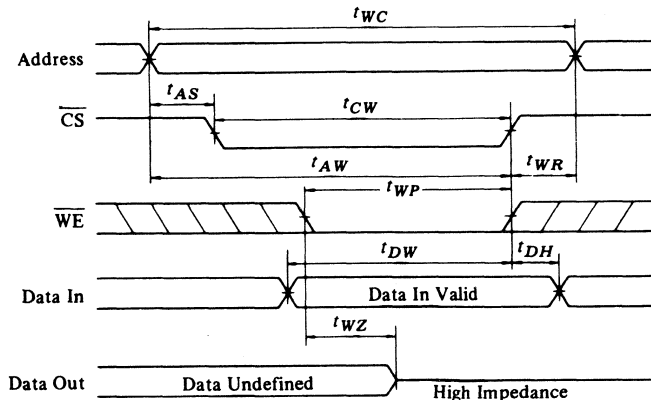 tWC
Address
tAS
tCW
CS
tAW
tWR
tWP
WE
tDW
tDH
Data In
Data In Valid
tWZ
Data Out
Data Undefined
High Impedance